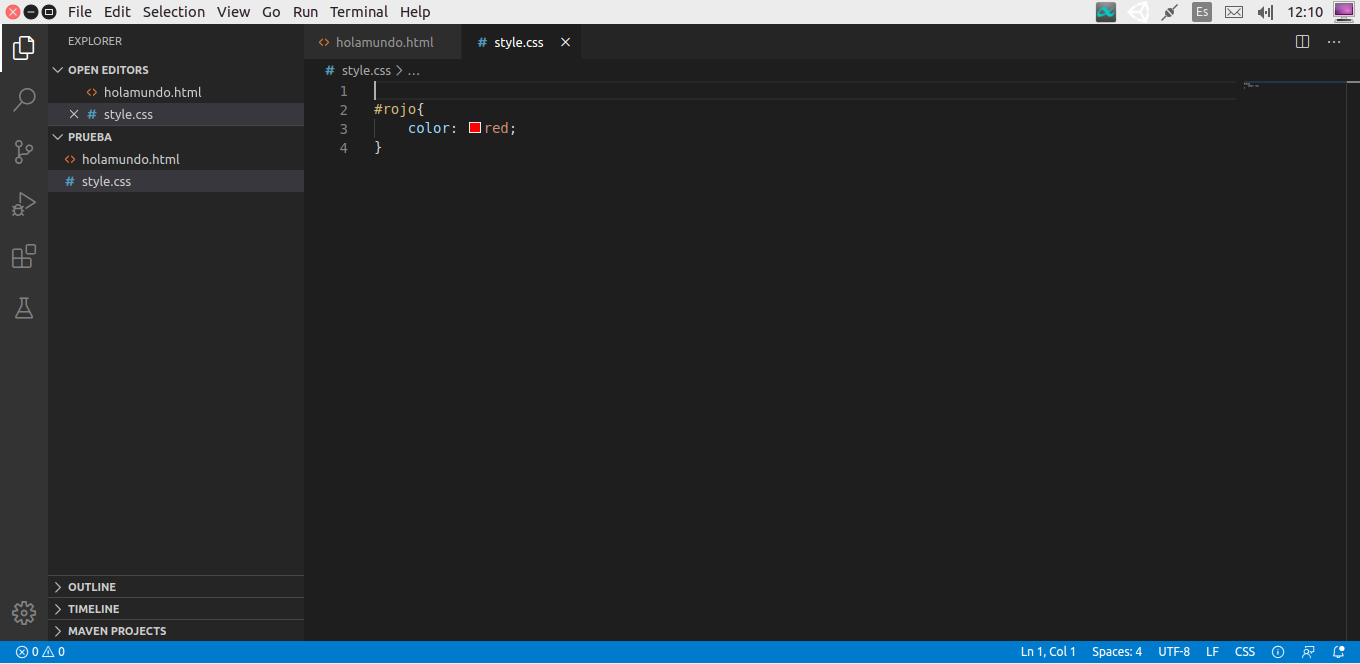 File Edit Selection View Go Run Terminal Help
Es
12:10
EXPLORER
OPEN EDITORS
<> holamundo.html
# style.css
PRUEBA
<> holamundo.html
# style.css
OUTLINE
TIMELINE
MAVEN PROJECTS
<> holamundo.html
# style.css
# style.css > ...
1
2 #rojo{
3 color: red;
4 }
0 0
Ln 1, Col 1 Spaces: 4 UTF-8 LF CSS